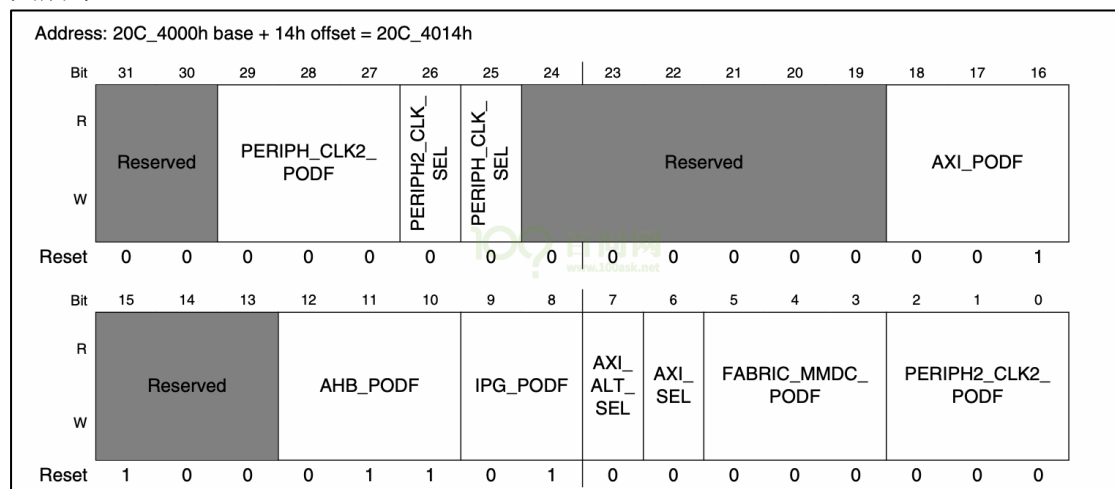 Address: 20C_4000h base + 14h offset = 20C_4014h
Bit 31 30 29 28 27 26 25 24 23 22 21 20 19 18 17 16
R
W
Reserved
PERIPH_CLK2_
PODF
PERIPH2_CLK_
SEL
PERIPH_CLK_
SEL
Reserved
AXI_PODF
Reset 0 0 0 0 0 0 0 0 0 0 0 0 0 0 0 1
100ask.net
Bit 15 14 13 12 11 10 9 8 7 6 5 4 3 2 1 0
R
W
Reserved
AHB_PODF
IPG_PODF
AXI_
ALT_
SEL
AXI_
SEL
FABRIC_MMDC_
PODF
PERIPH2_CLK2_
PODF
Reset 1 0 0 0 1 1 0 1 0 0 0 0 0 0 0 0